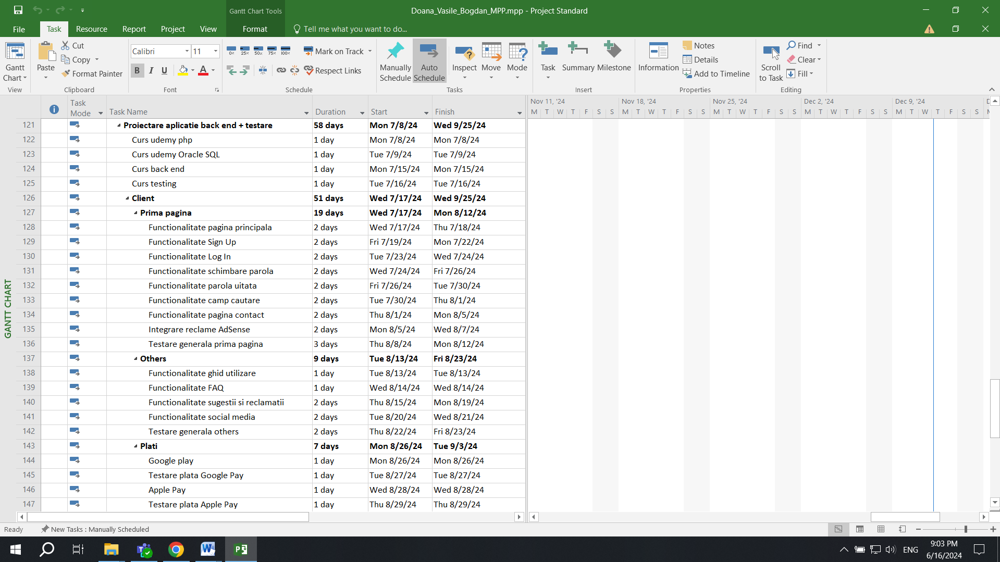 Gantt Chart Tools
Doana_Vasile_Bogdan_MPP.mpp - Project Standard
File Task Resource Report Project View Format Tell me what you want to do...
Gantt Chart
View
Paste
Cut
Copy
Format Painter
Clipboard
Calibri 11
B I U A
Font
0% 25% 50% 75% 100%
Mark on Track
Respect Links
Schedule
Manually Schedule
Auto Schedule
Inspect
Move
Mode
Tasks
Task
Summary
Milestone
Insert
Information
Notes
Details
Add to Timeline
Properties
Scroll to Task
Find
Clear
Fill
Editing
Task Mode Task Name Duration Start Finish
Nov 11, '24 Nov 18, '24 Nov 25, '24 Dec 2, '24 Dec 9, '24
M T W T F S S M T W T F S S M T W T F S S M T W T F S S M T W T F S S
121 Proiectare aplicatie back end + testare 58 days Mon 7/8/24 Wed 9/25/24
122 Curs udemy php 1 day Mon 7/8/24 Mon 7/8/24
123 Curs udemy Oracle SQL 1 day Tue 7/9/24 Tue 7/9/24
124 Curs back end 1 day Mon 7/15/24 Mon 7/15/24
125 Curs testing 1 day Tue 7/16/24 Tue 7/16/24
126 Client 51 days Wed 7/17/24 Wed 9/25/24
127 Prima pagina 19 days Wed 7/17/24 Mon 8/12/24
128 Functionalitate pagina principala 2 days Wed 7/17/24 Thu 7/18/24
129 Functionalitate Sign Up 2 days Fri 7/19/24 Mon 7/22/24
130 Functionalitate Log In 2 days Tue 7/23/24 Wed 7/24/24
131 Functionalitate schimbare parola 2 days Wed 7/24/24 Fri 7/26/24
132 Functionalitate parola uitata 2 days Fri 7/26/24 Tue 7/30/24
133 Functionalitate camp cautare 2 days Tue 7/30/24 Thu 8/1/24
134 Functionalitate pagina contact 2 days Thu 8/1/24 Mon 8/5/24
135 Integrare reclame AdSense 2 days Mon 8/5/24 Wed 8/7/24
136 Testare generala prima pagina 3 days Thu 8/8/24 Mon 8/12/24
137 Others 9 days Tue 8/13/24 Fri 8/23/24
138 Functionalitate ghid utilizare 1 day Tue 8/13/24 Tue 8/13/24
139 Functionalitate FAQ 1 day Wed 8/14/24 Wed 8/14/24
140 Functionalitate sugestii si reclamatii 2 days Thu 8/15/24 Mon 8/19/24
141 Functionalitate social media 2 days Tue 8/20/24 Wed 8/21/24
142 Testare generala others 2 days Thu 8/22/24 Fri 8/23/24
143 Plati 7 days Mon 8/26/24 Tue 9/3/24
144 Google play 1 day Mon 8/26/24 Mon 8/26/24
145 Testare plata Google Pay 1 day Tue 8/27/24 Tue 8/27/24
146 Apple Pay 1 day Wed 8/28/24 Wed 8/28/24
147 Testare plata Apple Pay 1 day Thu 8/29/24 Thu 8/29/24
GANTT CHART
Ready New Tasks : Manually Scheduled
ENG
9:03 PM
6/16/2024